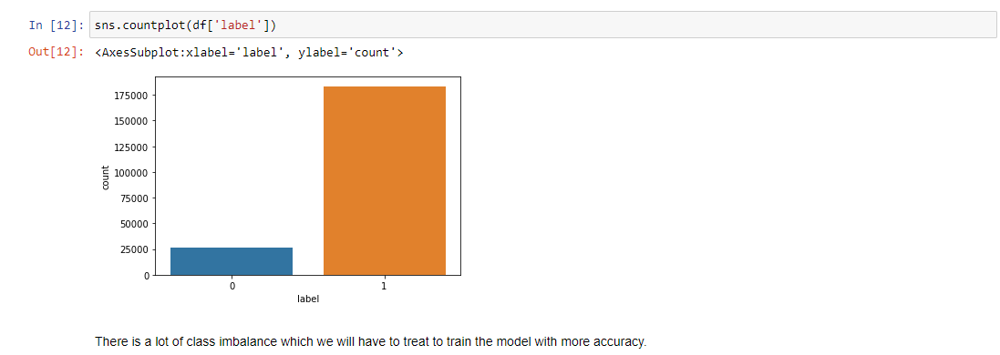 In [12]: sns.countplot(df['label'])
Out[12]: <AxesSubplot:xlabel='label', ylabel='count'>
175000
150000
125000
100000
75000
50000
25000
0
count
0 1
label
There is a lot of class imbalance which we will have to treat to train the model with more accuracy.